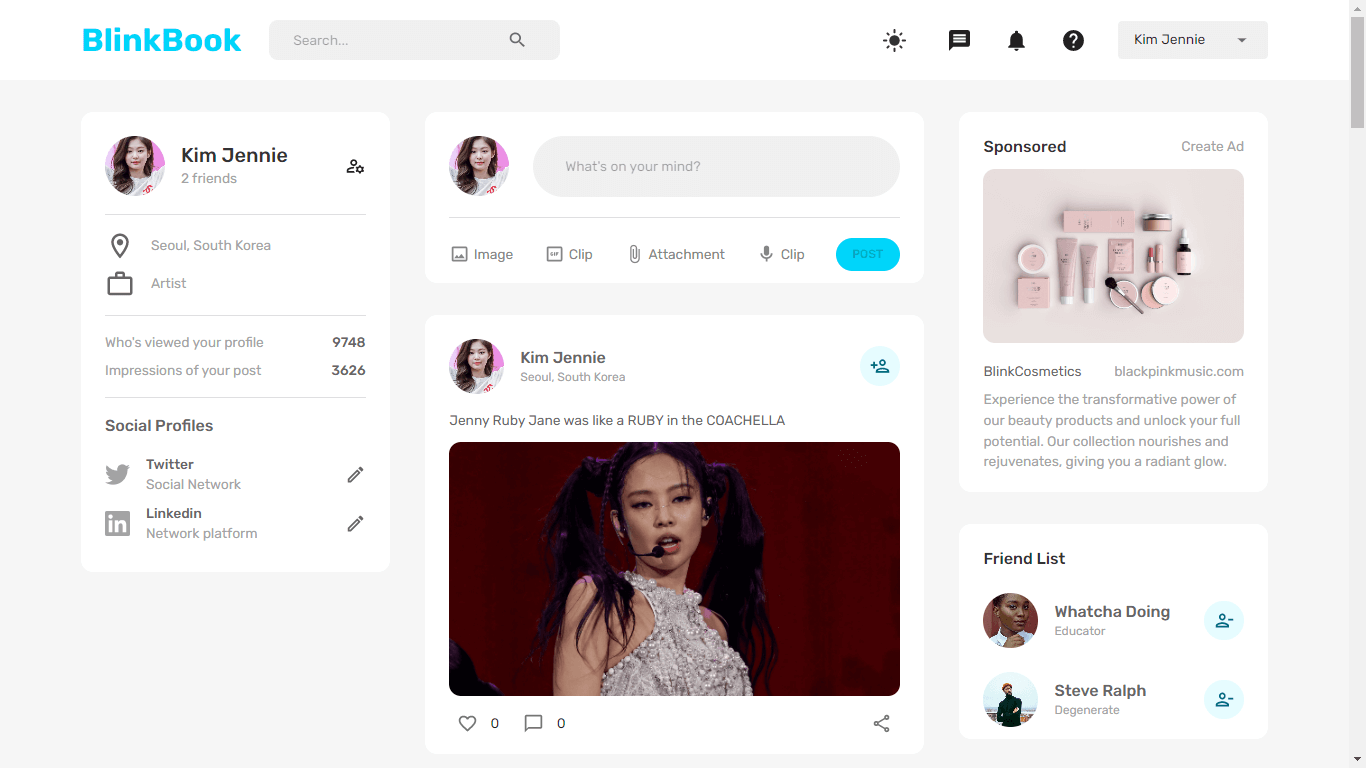 BlinkBook
Search...
Kim Jennie
Kim Jennie
2 friends
Seoul, South Korea
Artist
Who's viewed your profile 9748
Impressions of your post 3626
Social Profiles
Twitter
Social Network
Linkedin
Network platform
What's on your mind?
Image
GIF Clip
Attachment
Clip
POST
Kim Jennie
Seoul, South Korea
Jenny Ruby Jane was like a RUBY in the COACHELLA
0
0
Sponsored
Create Ad
BlinkCosmetics
blackpinkmusic.com
Experience the transformative power of
our beauty products and unlock your full
potential. Our collection nourishes and
rejuvenates, giving you a radiant glow.
Friend List
Whatcha Doing
Educator
Steve Ralph
Degenerate